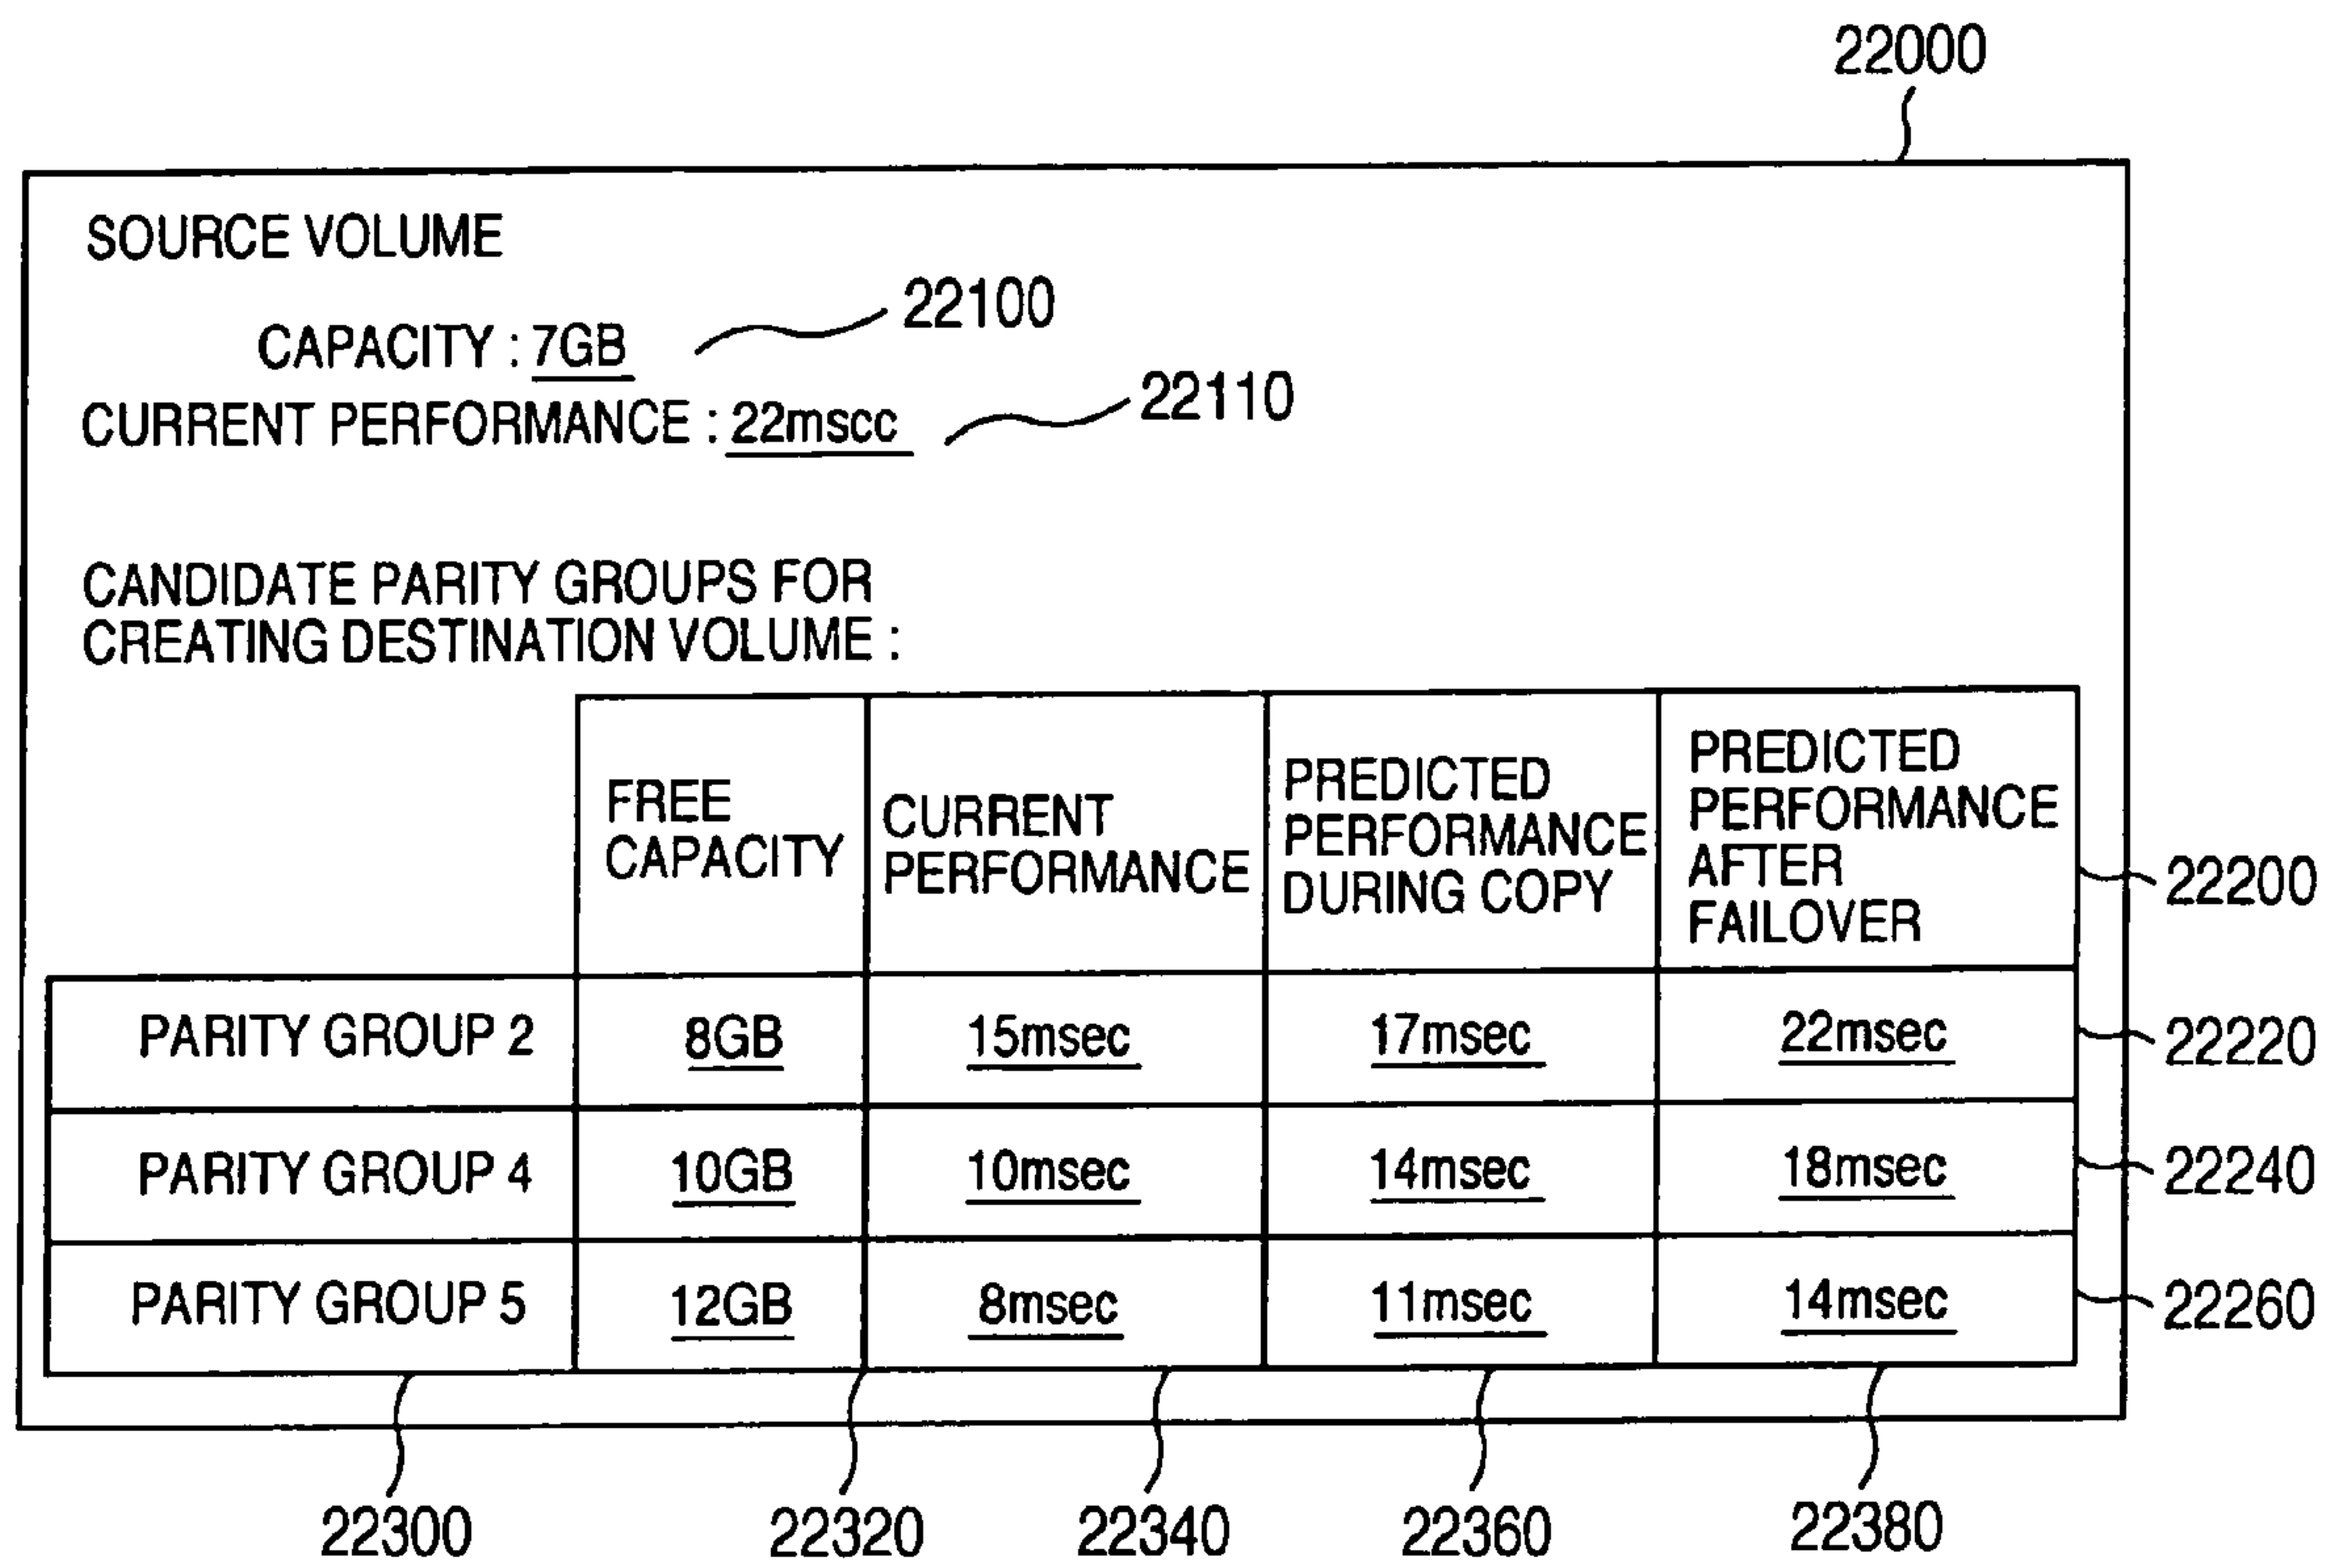 22000
SOURCE VOLUME
CAPACITY : 7GB
22100
CURRENT PERFORMANCE : 22mscc
22110
CANDIDATE PARITY GROUPS FOR
CREATING DESTINATION VOLUME :
FREE
CAPACITY
CURRENT
PERFORMANCE
PREDICTED
PERFORMANCE
DURING COPY
PREDICTED
PERFORMANCE
AFTER
FAILOVER
22200
PARITY GROUP 2 8GB 15msec 17msec 22msec 22220
PARITY GROUP 4 10GB 10msec 14msec 18msec 22240
PARITY GROUP 5 12GB 8msec 11msec 14msec 22260
22300 22320 22340 22360 22380